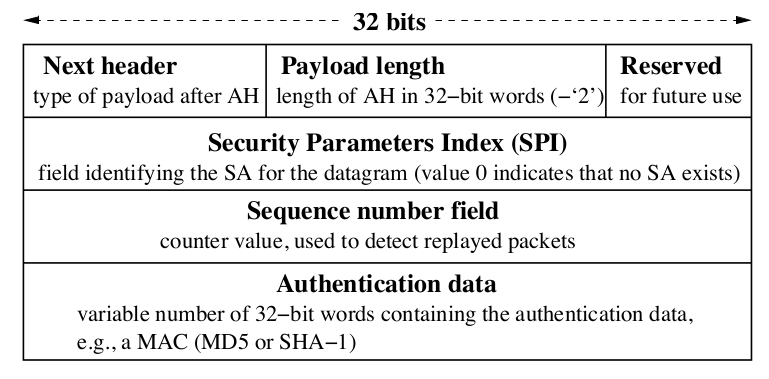 32 bits
Next header Payload length Reserved
type of payload after AH length of AH in 32−bit words (−‘2’) for future use
Security Parameters Index (SPI)
field identifying the SA for the datagram (value 0 indicates that no SA exists)
Sequence number field
counter value, used to detect replayed packets
Authentication data
variable number of 32−bit words containing the authentication data,
e.g., a MAC (MD5 or SHA−1)